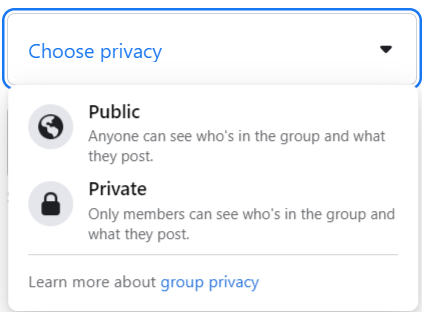 Choose privacy
Public
Anyone can see who's in the group and what
they post.
Private
Only members can see who's in the group and
what they post.
Learn more about group privacy